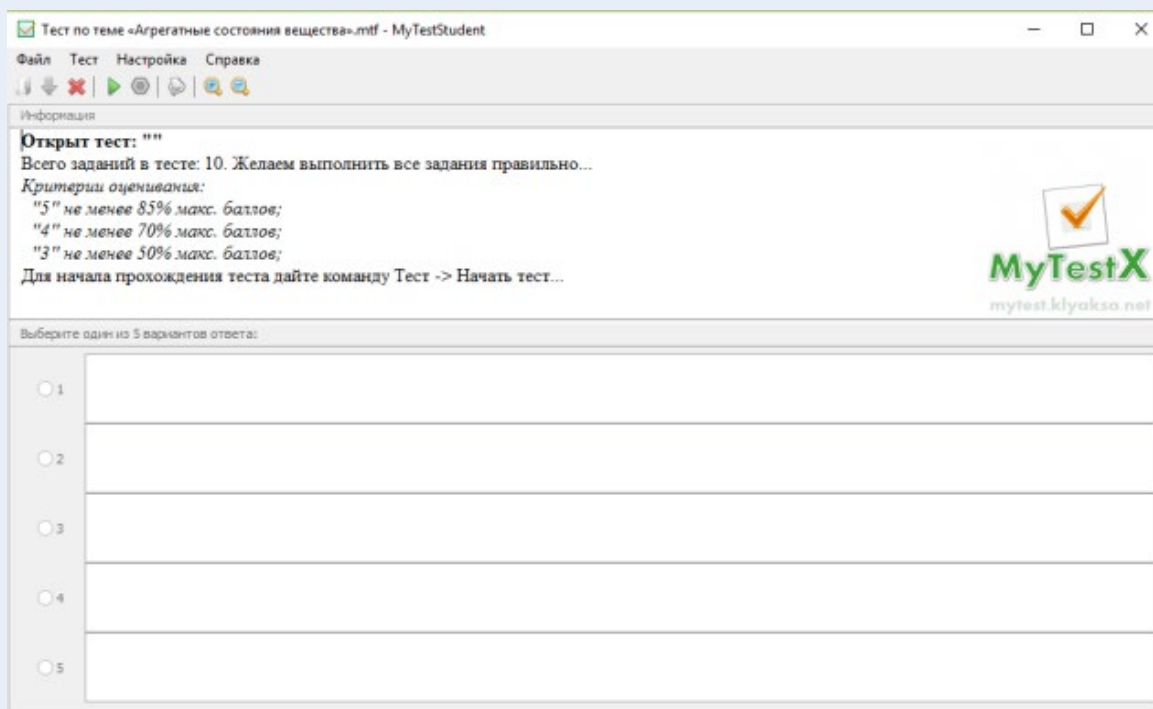 Тест по теме «Агрегатные состояния вещества».mtf - MyTestStudent
Файл Тест Настройка Справка
Информация
Открыт тест: ""
Всего заданий в тесте: 10. Желаем выполнить все задания правильно...
Критерии оценивания:
"5" не менее 85% макс. баллов;
"4" не менее 70% макс. баллов;
"3" не менее 50% макс. баллов;
Для начала прохождения теста дайте команду Тест -> Начать тест...
MyTestX
mytest.klyaksa.net
Выберите один из 5 вариантов ответа:
1
2
3
4
5